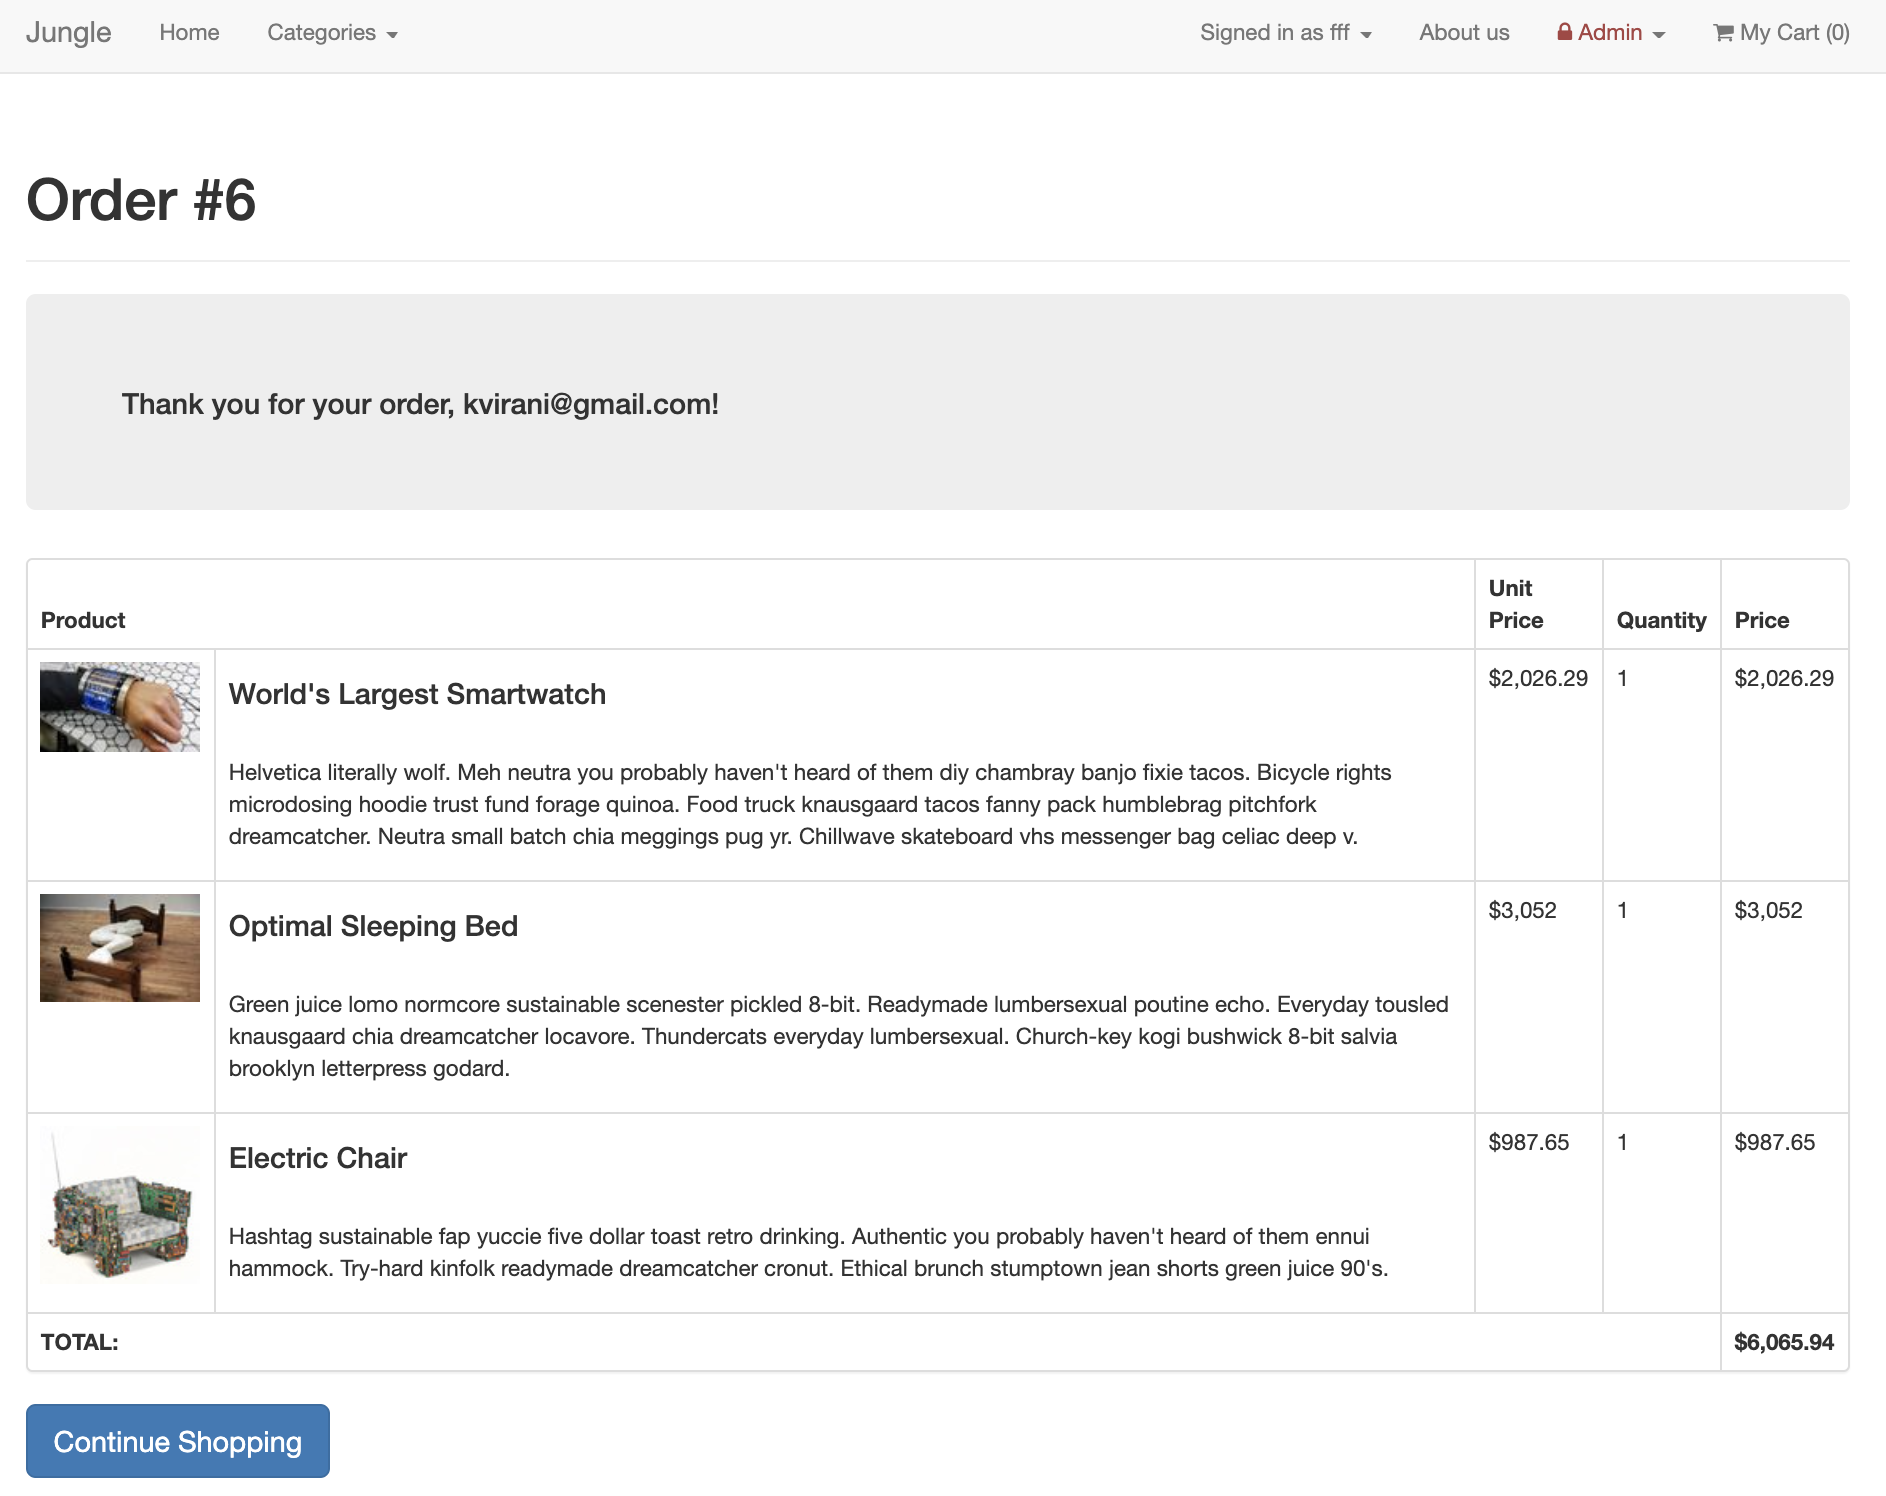 Jungle Home Categories Signed in as fff About us Admin My Cart (0)
Order #6
Thank you for your order, kvirani@gmail.com!
Product Unit Price Quantity Price
World's Largest Smartwatch $2,026.29 1 $2,026.29
Helvetica literally wolf. Meh neutra you probably haven't heard of them diy chambray banjo fixie tacos. Bicycle rights
microdosing hoodie trust fund forage quinoa. Food truck knausgaard tacos fanny pack humblebrag pitchfork
dreamcatcher. Neutra small batch chia meggings pug yr. Chillwave skateboard vhs messenger bag celiac deep v.
Optimal Sleeping Bed $3,052 1 $3,052
Green juice lomo normcore sustainable scenester pickled 8-bit. Readymade lumbersexual poutine echo. Everyday tousled
knausgaard chia dreamcatcher locavore. Thundercats everyday lumbersexual. Church-key kogi bushwick 8-bit salvia
brooklyn letterpress godard.
Electric Chair $987.65 1 $987.65
Hashtag sustainable fap yuccie five dollar toast retro drinking. Authentic you probably haven't heard of them ennui
hammock. Try-hard kinfolk readymade dreamcatcher cronut. Ethical brunch stumptown jean shorts green juice 90's.
TOTAL: $6,065.94
Continue Shopping